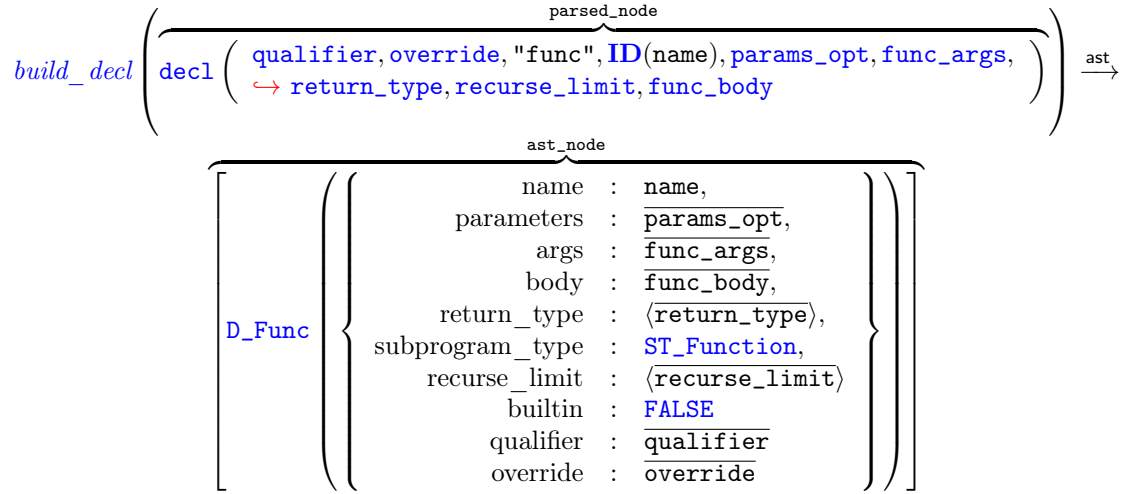 parsed_node
build_decl ( decl ( qualifier, override, "func", ID(name), params_opt, func_args,
↪ return_type, recurse_limit, func_body ) ) ast⟶
ast_node
[ D_Func ( {
name : name,
parameters : params_opt,
args : func_args,
body : func_body,
return_type : ⟨return_type⟩,
subprogram_type : ST_Function,
recurse_limit : ⟨recurse_limit⟩
builtin : FALSE
qualifier : qualifier
override : override
} ) ]